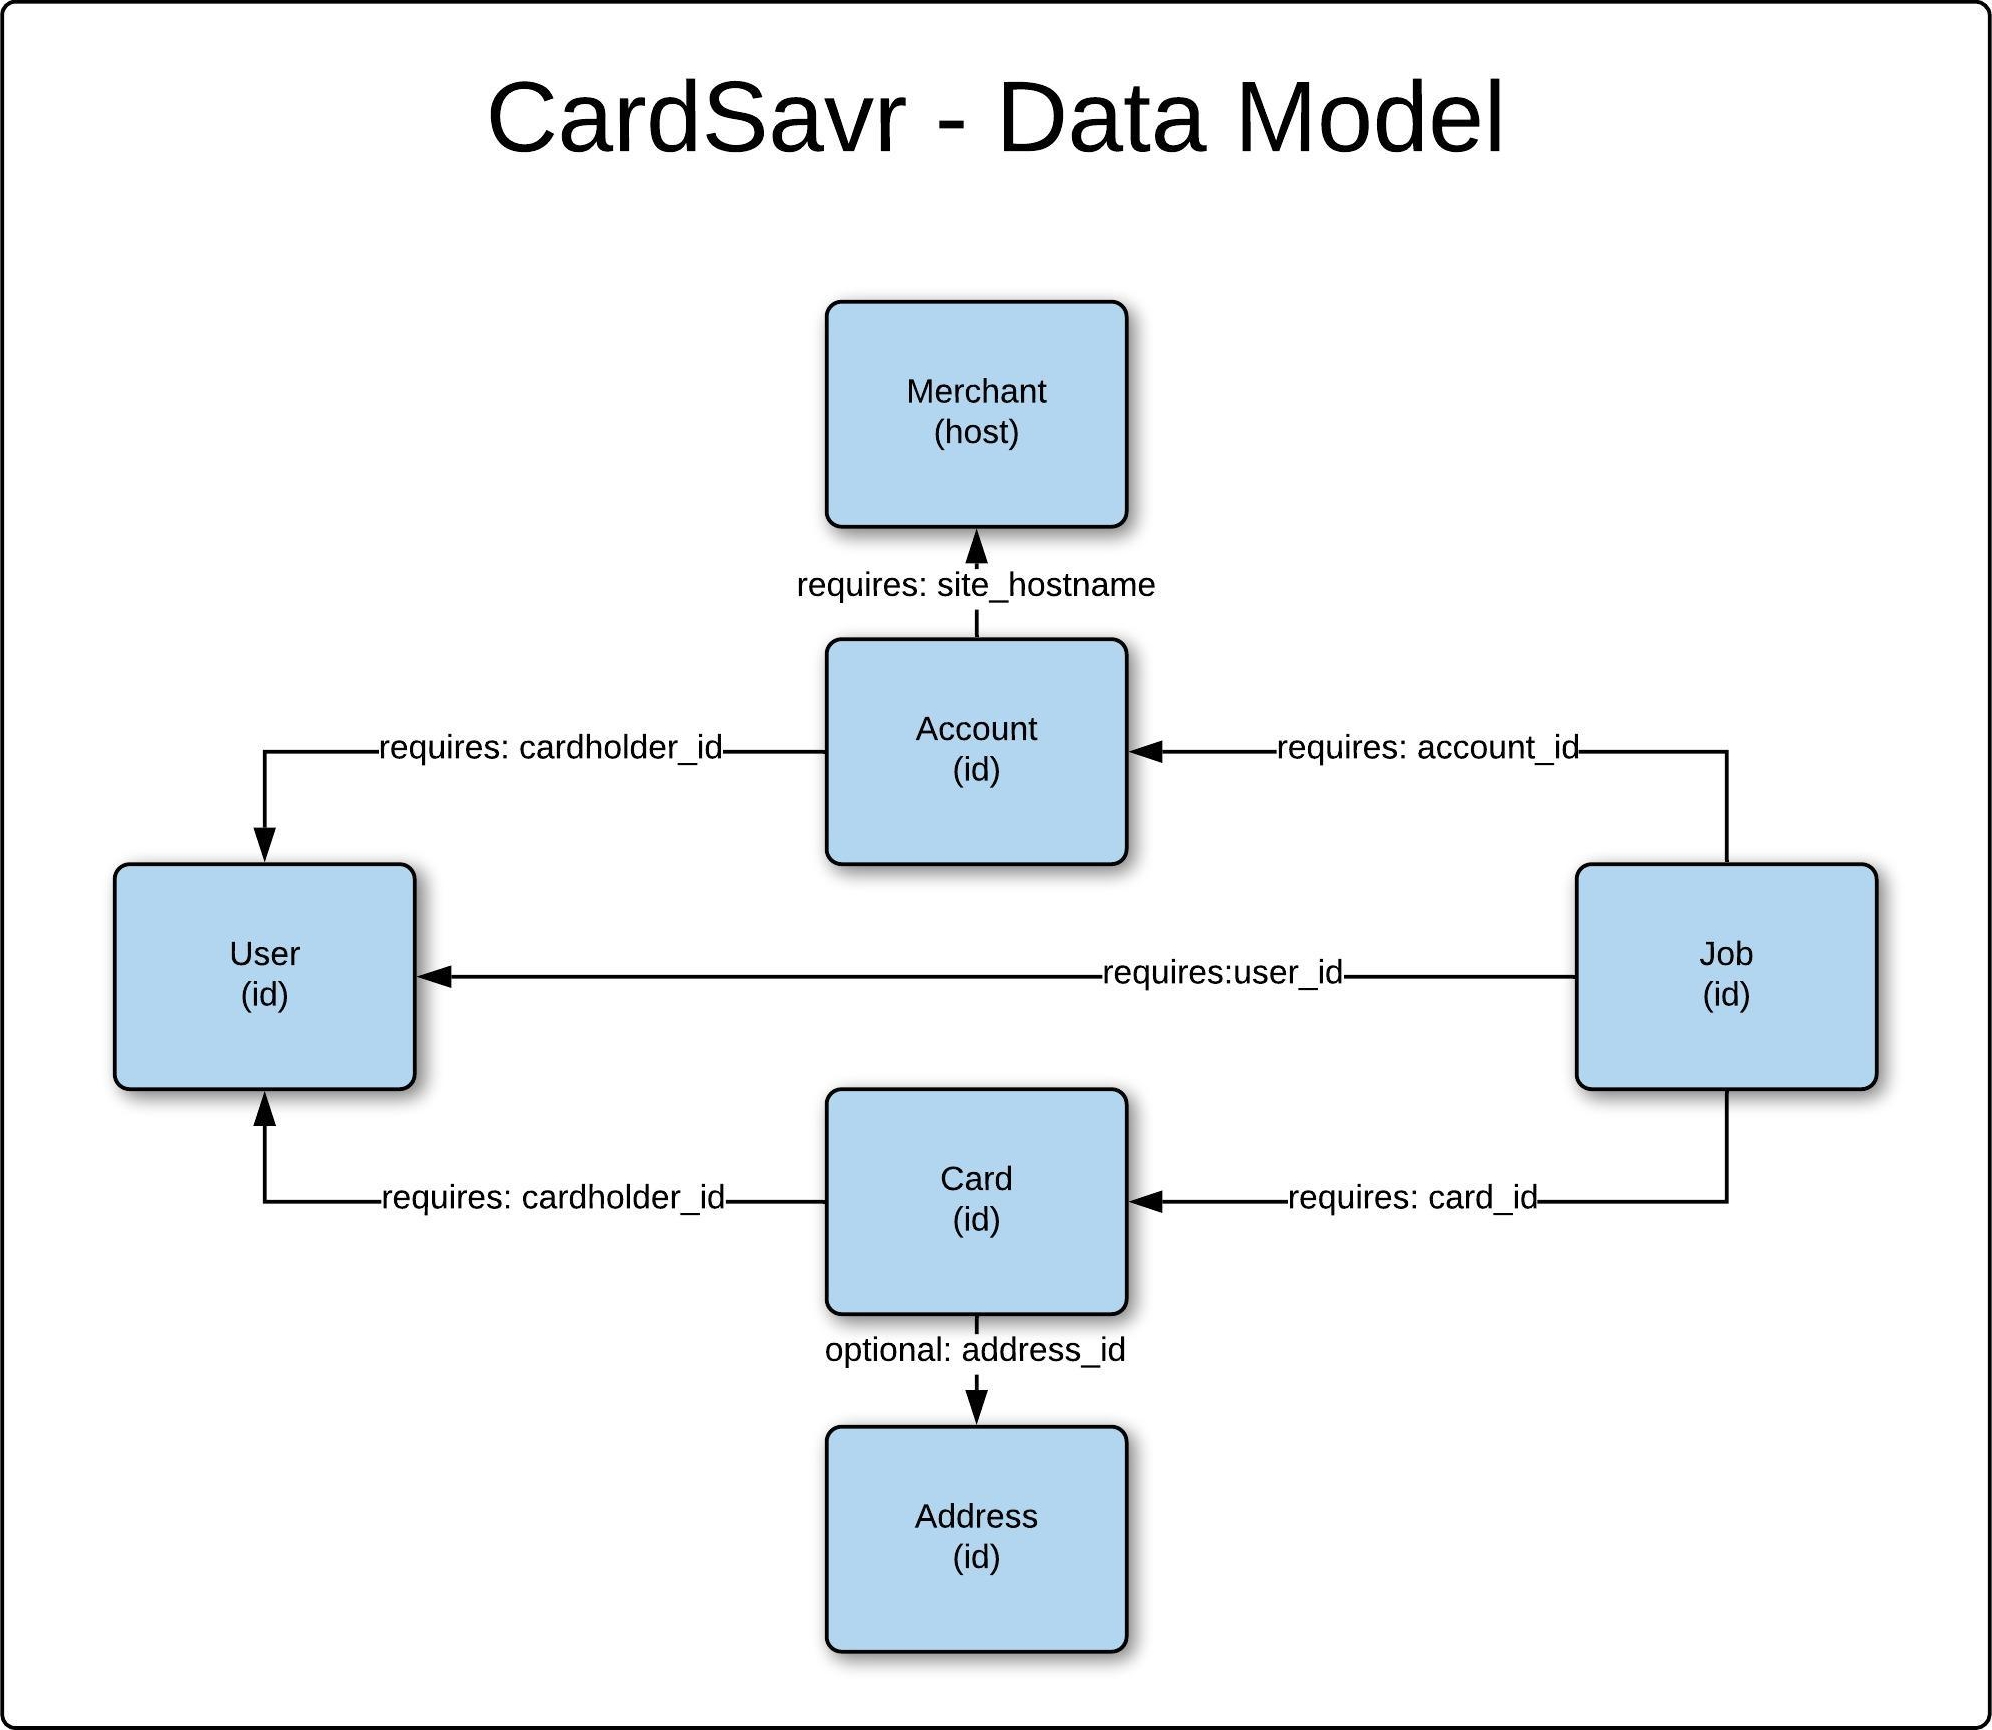 CardSavr - Data Model
Merchant
(host)
requires: site_hostname
Account
(id)
requires: cardholder_id
requires: account_id
User
(id)
requires:user_id
Job
(id)
Card
(id)
requires: cardholder_id
requires: card_id
optional: address_id
Address
(id)